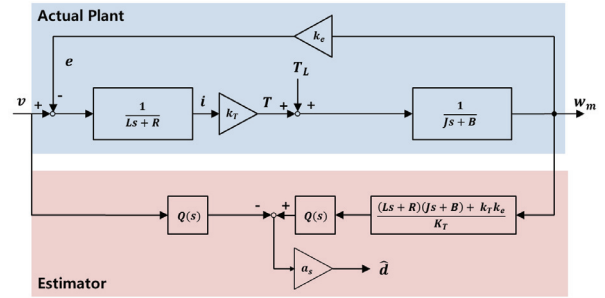 Actual Plant
k_e
e
T_L
v + - 1/(Ls + R) i k_T T + + 1/(Js + B) w_m
Q(s) - + Q(s) ((Ls + R)(Js + B) + k_T k_e)/K_T
a_s d̂
Estimator